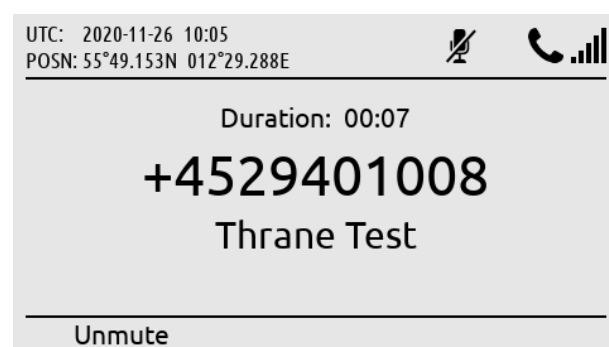 UTC: 2020-11-26 10:05
POSN: 55°49.153N 012°29.288E
Duration: 00:07
+4529401008
Thrane Test
Unmute